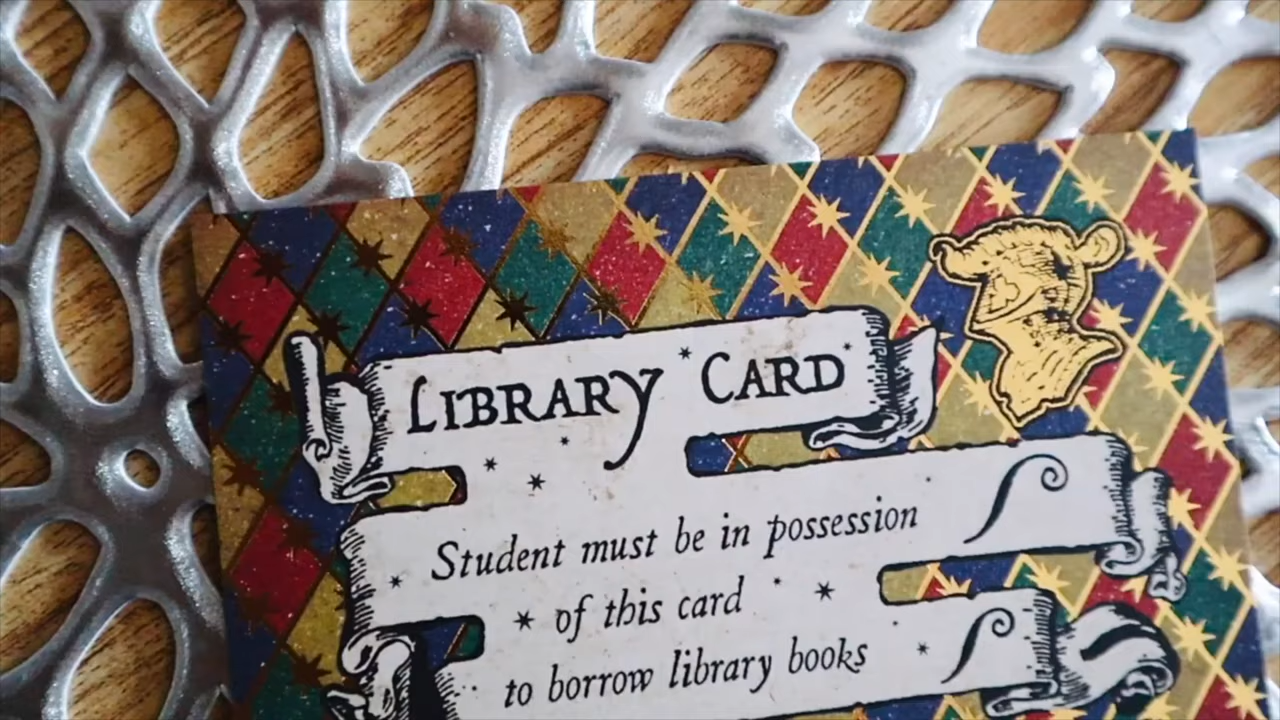 Library Card
Student must be in possession
of this card
to borrow library books